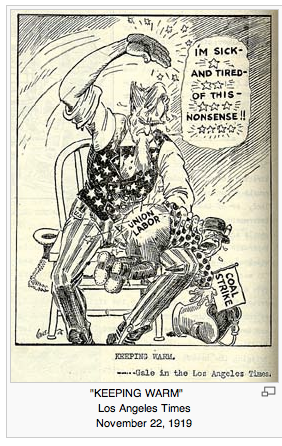 I'M SICK-
AND TIRED-
OF THIS-
NONSENSE!!
UNION
LABOR
COAL
STRIKE
KEEPING WARM.
-----Gale in the Los Angeles Times.
"KEEPING WARM"
Los Angeles Times
November 22, 1919